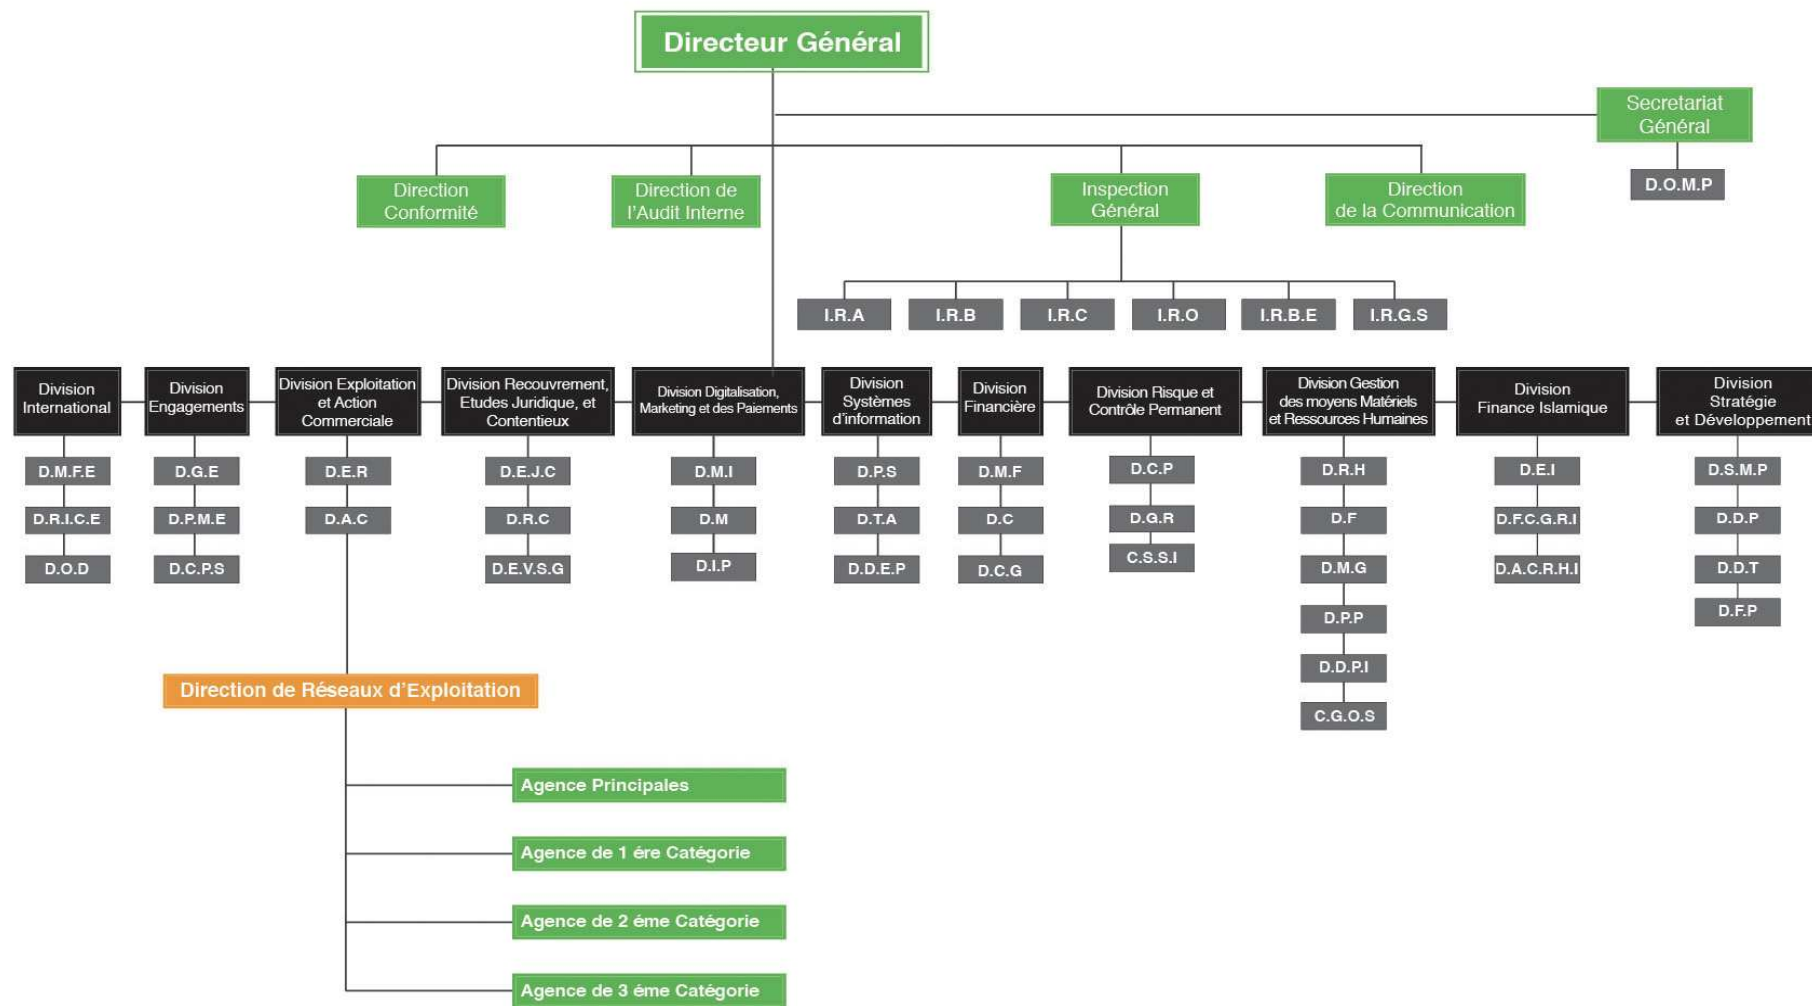 Directeur Général
Secretariat
Général
D.O.M.P
Direction
Conformité
Direction de
l'Audit Interne
Inspection
Général
Direction
de la Communication
I.R.A
I.R.B
I.R.C
I.R.O
I.R.B.E
I.R.G.S
Division
International
D.M.F.E
D.R.I.C.E
D.O.D
Division
Engagements
D.G.E
D.P.M.E
D.C.P.S
Division Exploitation
et Action
Commerciale
D.E.R
D.A.C
Division Recouvrement,
Etudes Juridique, et
Contentieux
D.E.J.C
D.R.C
D.E.V.S.G
Division Digitalisation,
Marketing et des Paiements
D.M.I
D.M
D.I.P
Division
Systèmes
d'information
D.P.S
D.T.A
D.D.E.P
Division
Financière
D.M.F
D.C
D.C.G
Division Risque et
Contrôle Permanent
D.C.P
D.G.R
C.S.S.I
Division Gestion
des moyens Matériels
et Ressources Humaines
D.R.H
D.F
D.M.G
D.P.P
D.D.P.I
C.G.O.S
Division
Finance Islamique
D.E.I
D.F.C.G.R.I
D.A.C.R.H.I
Division
Stratégie
et Développement
D.S.M.P
D.D.P
D.D.T
D.F.P
Direction de Réseaux d'Exploitation
Agence Principales
Agence de 1 ére Catégorie
Agence de 2 éme Catégorie
Agence de 3 éme Catégorie